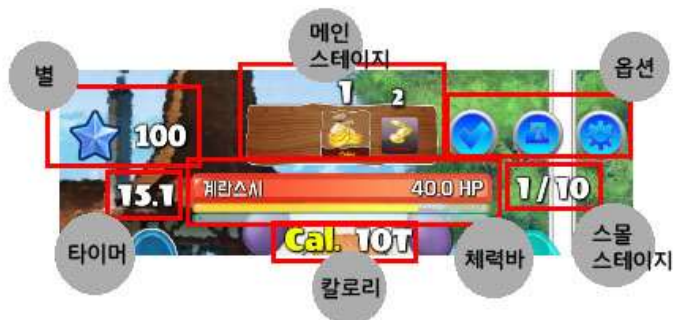 메인
스테이지
별
옵션
1
2
100
15.1
계란스시
40.0 HP
1/10
Cal. 10T
타이머
칼로리
체력바
스몰
스테이지